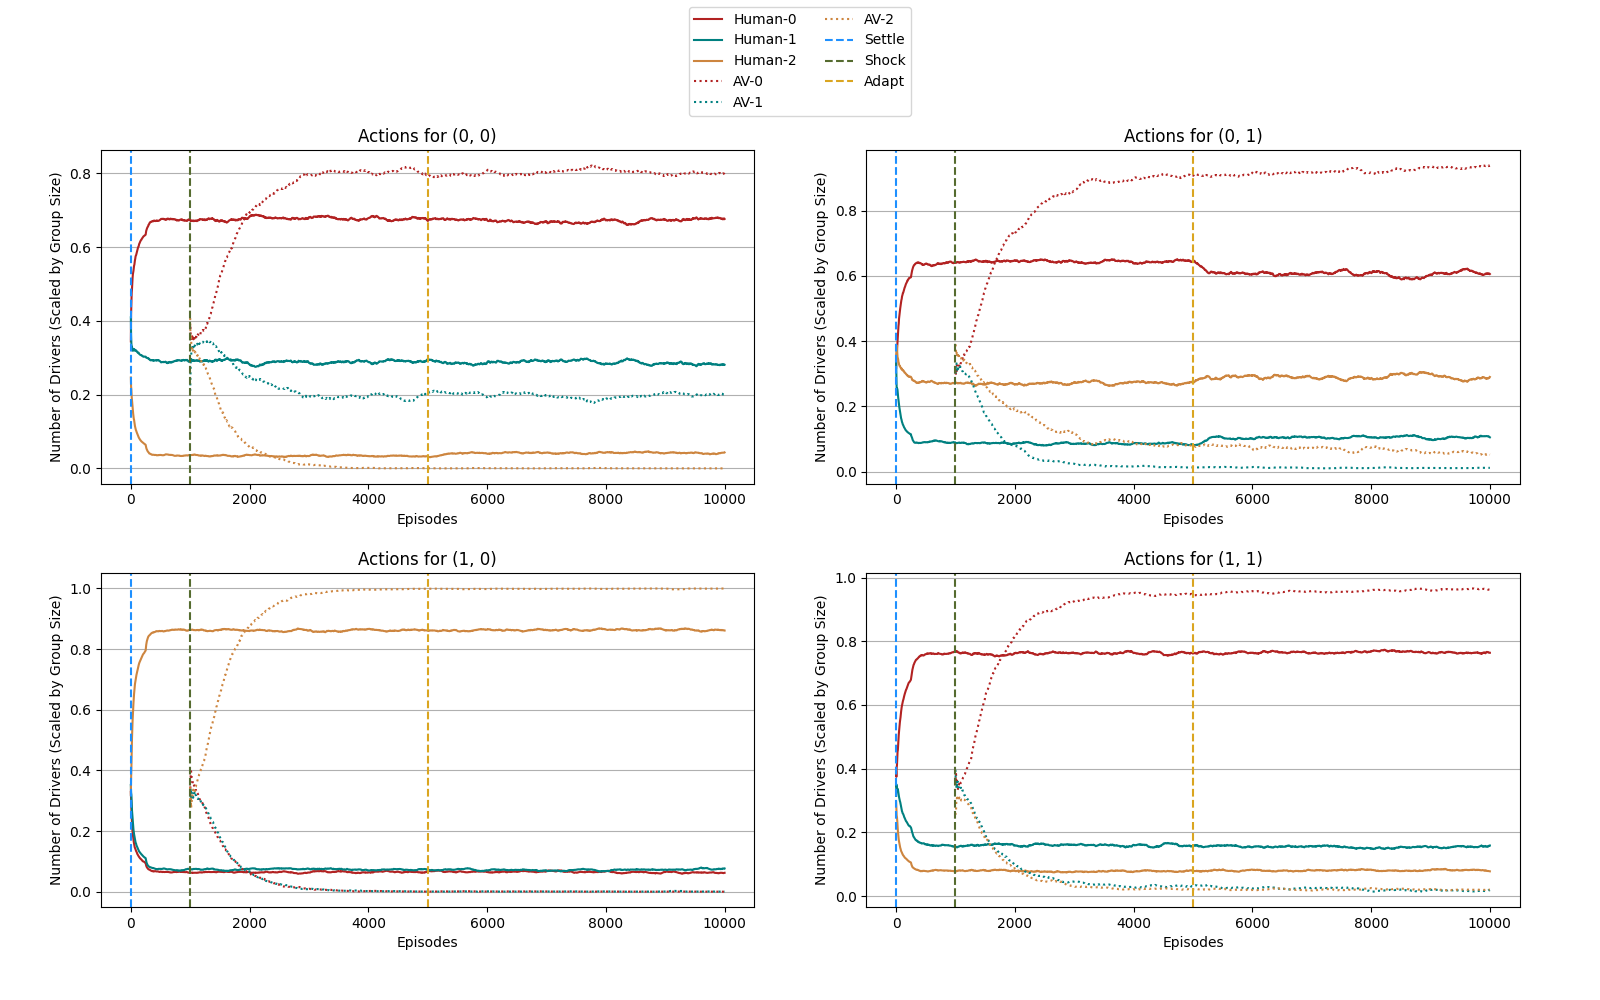 Human-0
Human-1
Human-2
AV-0
AV-1
AV-2
Settle
Shock
Adapt
Actions for (0, 0)
Number of Drivers (Scaled by Group Size)
0.8
0.6
0.4
0.2
0.0
0 2000 4000 6000 8000 10000
Episodes
Actions for (0, 1)
Number of Drivers (Scaled by Group Size)
0.8
0.6
0.4
0.2
0.0
0 2000 4000 6000 8000 10000
Episodes
Actions for (1, 0)
Number of Drivers (Scaled by Group Size)
1.0
0.8
0.6
0.4
0.2
0.0
0 2000 4000 6000 8000 10000
Episodes
Actions for (1, 1)
Number of Drivers (Scaled by Group Size)
1.0
0.8
0.6
0.4
0.2
0.0
0 2000 4000 6000 8000 10000
Episodes